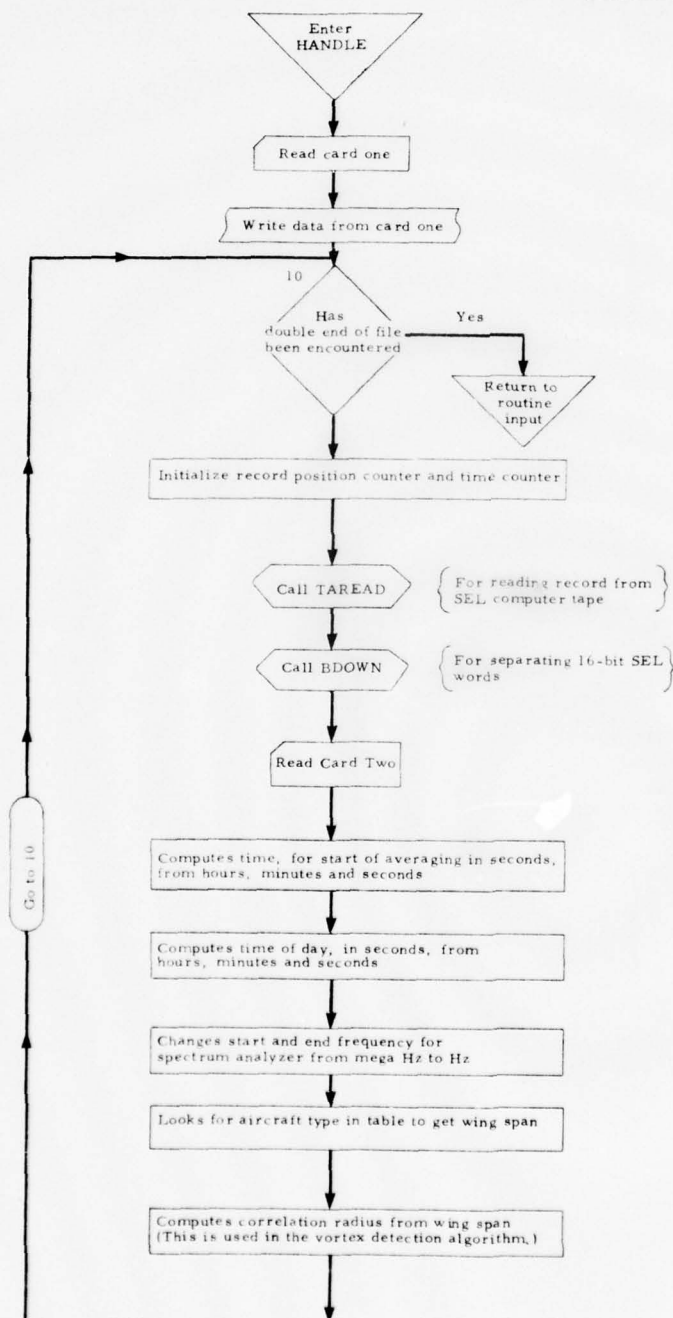 Enter
HANDLE
Read card one
Write data from card one
10
Has
double end of file
been encountered
Yes
Return to
routine
input
Initialize record position counter and time counter
Call TAREAD
For reading record from
SEL computer tape
Call BDOWN
For separating 16-bit SEL
words
Read Card Two
Go to 10
Computes time, for start of averaging in seconds,
from hours, minutes and seconds
Computes time of day, in seconds, from
hours, minutes and seconds
Changes start and end frequency for
spectrum analyzer from mega Hz to Hz
Looks for aircraft type in table to get wing span
Computes correlation radius from wing span
(This is used in the vortex detection algorithm.)